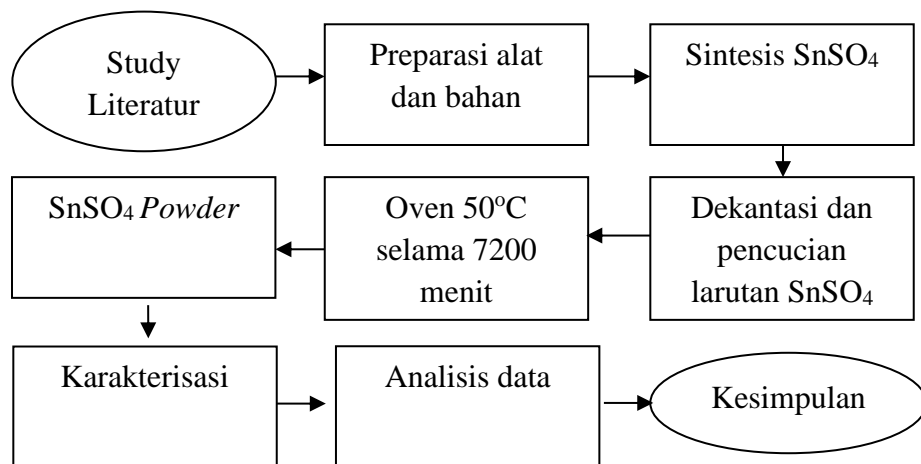 Study
Literatur
Preparasi alat
dan bahan
Sintesis SnSO₄
Dekantasi dan
pencucian
larutan SnSO₄
Oven 50°C
selama 7200
menit
SnSO₄ Powder
Karakterisasi
Analisis data
Kesimpulan